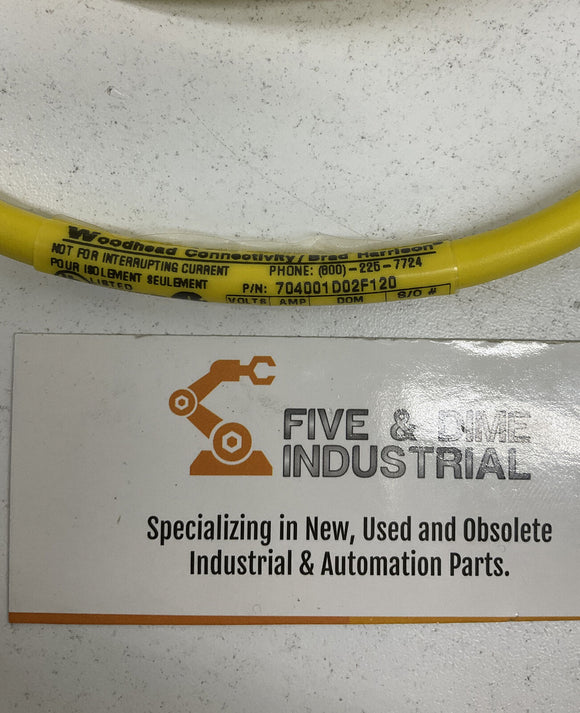 Woodhead Connectivity/Brad Harrison®
NOT FOR INTERRUPTING CURRENT
PHONE: (800)-225-7724
POUR ISOLEMENT SEULEMENT
P/N: 704001D02F120
LISTED
VOLTS AMP DOM S/O #
FIVE & DIME
INDUSTRIAL
Specializing in New, Used and Obsolete
Industrial & Automation Parts.